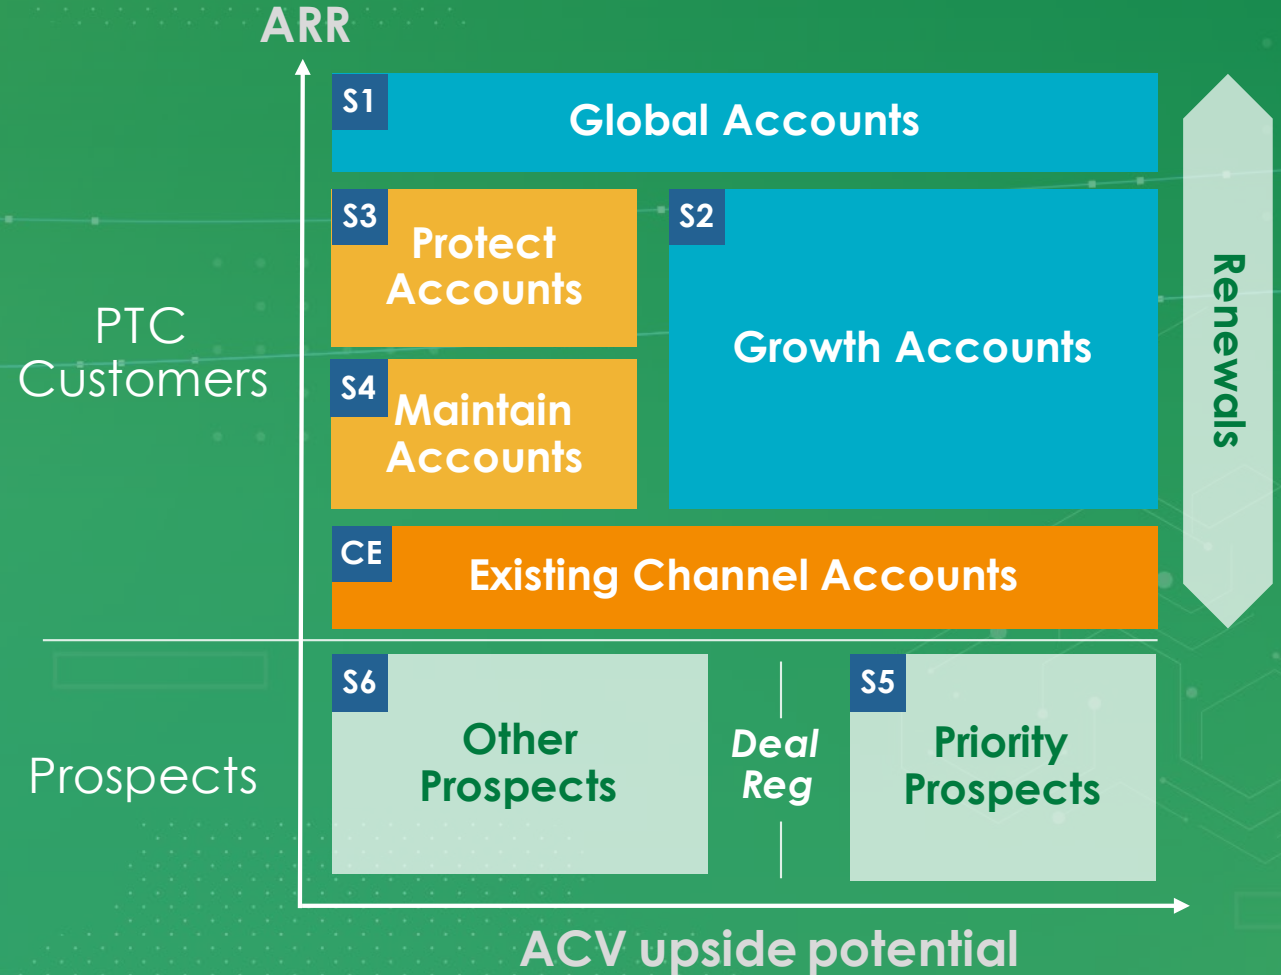 ARR
S1
Global Accounts
S3
Protect
Accounts
S2
Growth Accounts
PTC
Customers
S4
Maintain
Accounts
Renewals
CE
Existing Channel Accounts
S6
Other
Prospects
Deal
Reg
S5
Priority
Prospects
Prospects
ACV upside potential